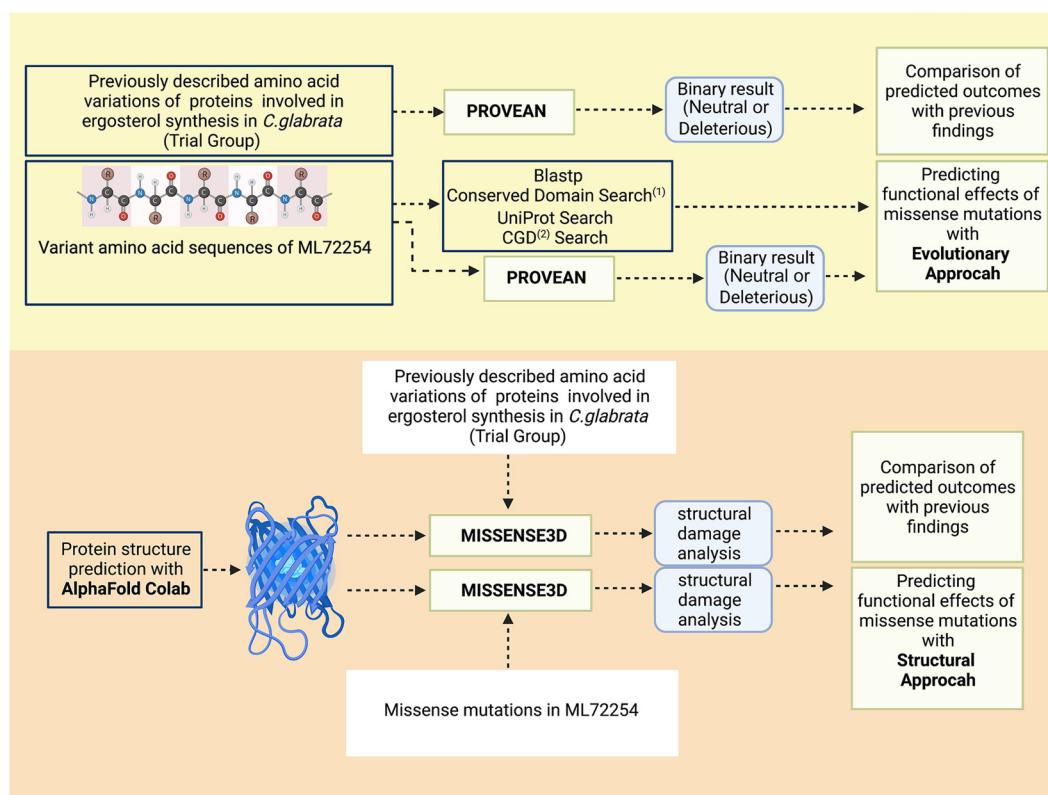 Previously described amino acid
variations of proteins involved in
ergosterol synthesis in C.glabrata
(Trial Group)
PROVEAN
Binary result
(Neutral or
Deleterious)
Comparison of
predicted outcomes
with previous
findings
R
H
O
R
H
O
R
N
C
C
N
C
C
N
C
C
N
C
C
N
C
C
H
H
O
H
R
H
H
O
H
R
H
H
O
Variant amino acid sequences of ML72254
Blastp
Conserved Domain Search(1)
UniProt Search
CGD(2) Search
PROVEAN
Binary result
(Neutral or
Deleterious)
Predicting
functional effects of
missense mutations
with
Evolutionary
Approcah
Previously described amino acid
variations of proteins involved in
ergosterol synthesis in C.glabrata
(Trial Group)
Protein structure
prediction with
AlphaFold Colab
MISSENSE3D
structural
damage
analysis
Comparison of
predicted outcomes
with previous
findings
MISSENSE3D
structural
damage
analysis
Predicting
functional effects of
missense mutations
with
Structural
Approcah
Missense mutations in ML72254